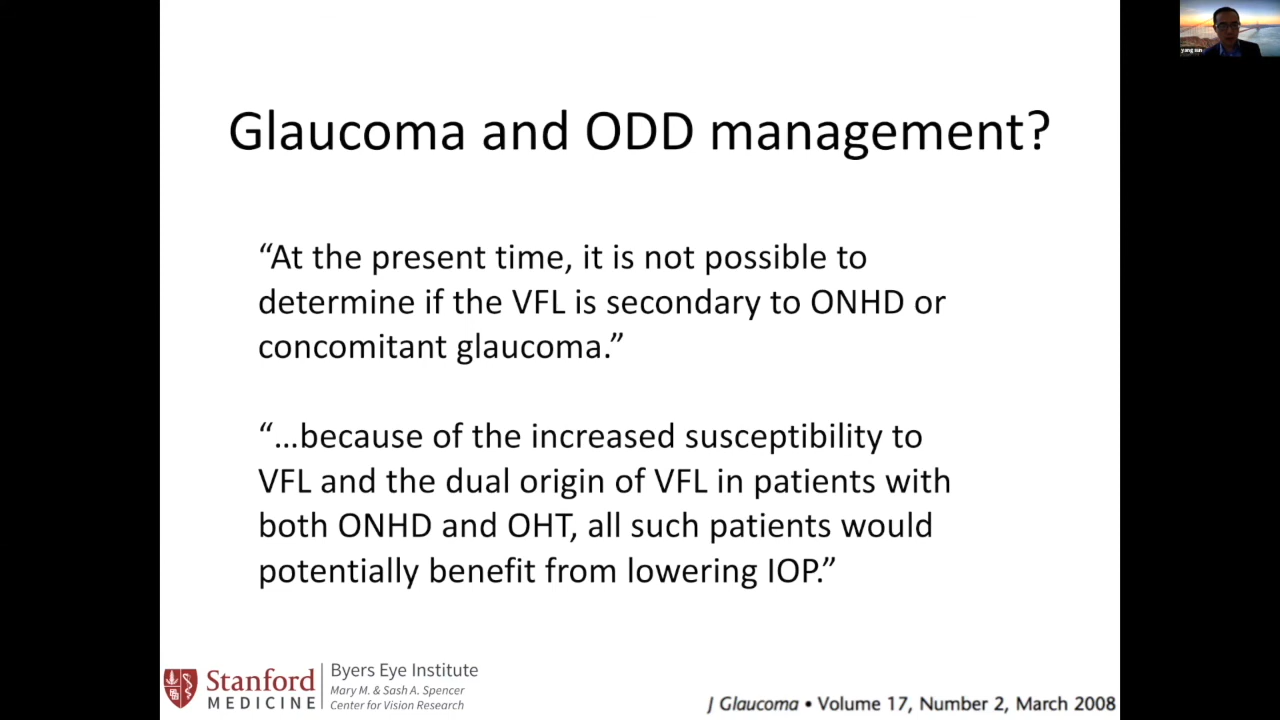 yang sun
Glaucoma and ODD management?
“At the present time, it is not possible to
determine if the VFL is secondary to ONHD or
concomitant glaucoma.”
“…because of the increased susceptibility to
VFL and the dual origin of VFL in patients with
both ONHD and OHT, all such patients would
potentially benefit from lowering IOP.”
Stanford
MEDICINE
Byers Eye Institute
Mary M. & Sash A. Spencer
Center for Vision Research
J Glaucoma • Volume 17, Number 2, March 2008